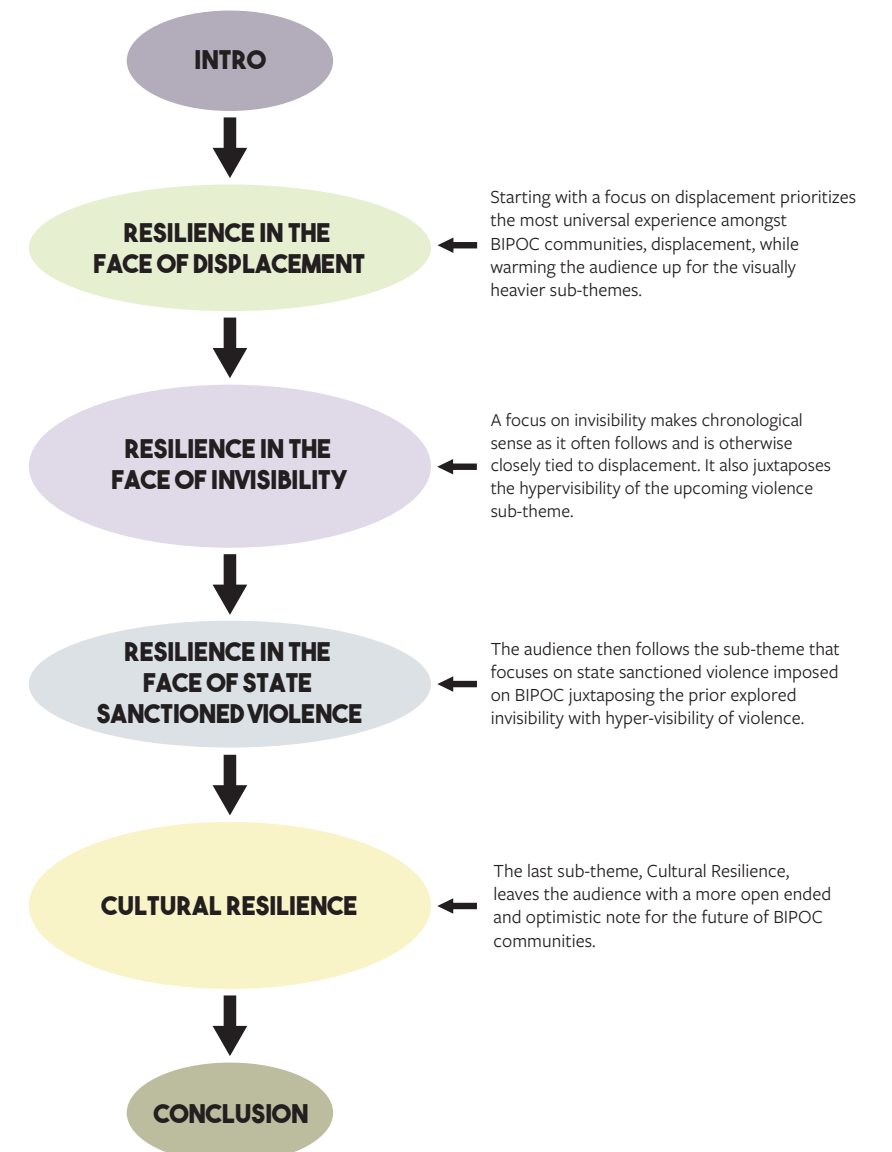 INTRO
RESILIENCE IN THE
FACE OF DISPLACEMENT
Starting with a focus on displacement prioritizes
the most universal experience amongst
BIPOC communities, displacement, while
warming the audience up for the visually
heavier sub-themes.
RESILIENCE IN THE
FACE OF INVISIBILITY
A focus on invisibility makes chronological
sense as it often follows and is otherwise
closely tied to displacement. It also juxtaposes
the hypervisibility of the upcoming violence
sub-theme.
RESILIENCE IN THE
FACE OF STATE
SANCTIONED VIOLENCE
The audience then follows the sub-theme that
focuses on state sanctioned violence imposed
on BIPOC juxtaposing the prior explored
invisibility with hyper-visibility of violence.
CULTURAL RESILIENCE
The last sub-theme, Cultural Resilience,
leaves the audience with a more open ended
and optimistic note for the future of BIPOC
communities.
CONCLUSION